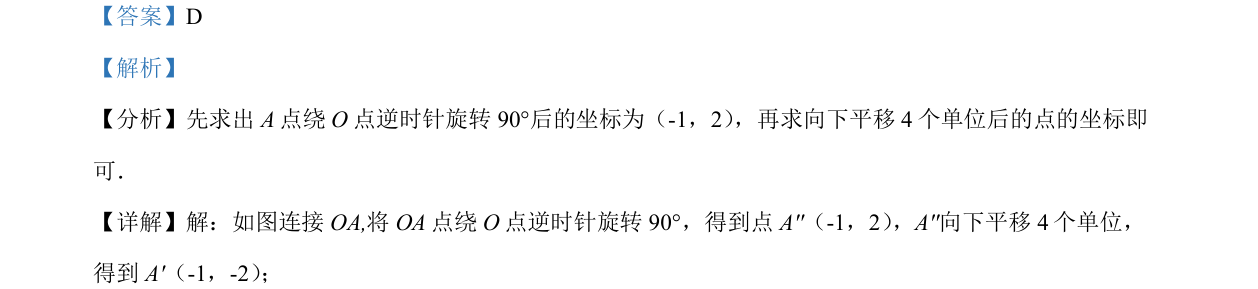 【答案】D
【解析】
【分析】先求出 A 点绕 O 点逆时针旋转 90°后的坐标为（-1，2），再求向下平移 4 个单位后的点的坐标即
可．
【详解】解：如图连接 OA,将 OA 点绕 O 点逆时针旋转 90°，得到点 A″（-1，2），A″向下平移 4 个单位，
得到 A′（-1，-2）；